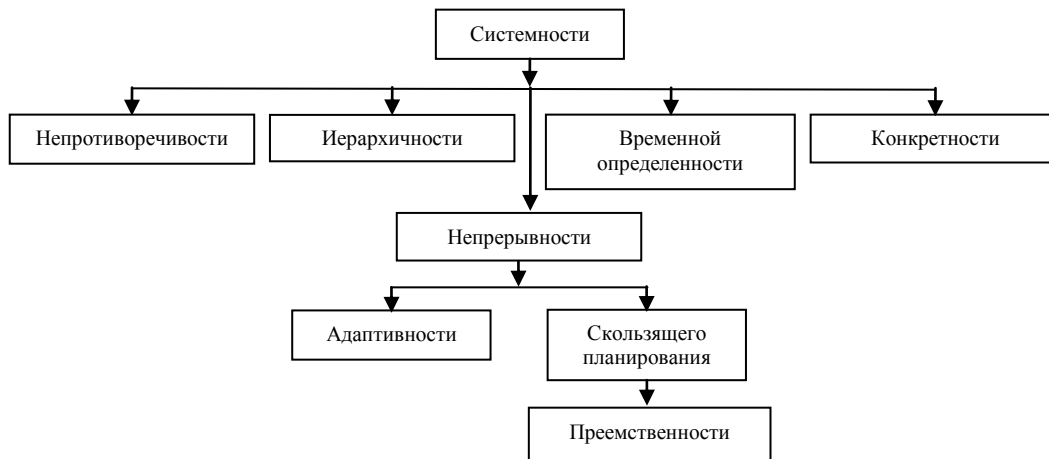 Системности
Непротиворечивости
Иерархичности
Временной
определенности
Конкретности
Непрерывности
Адаптивности
Скользящего
планирования
Преемственности